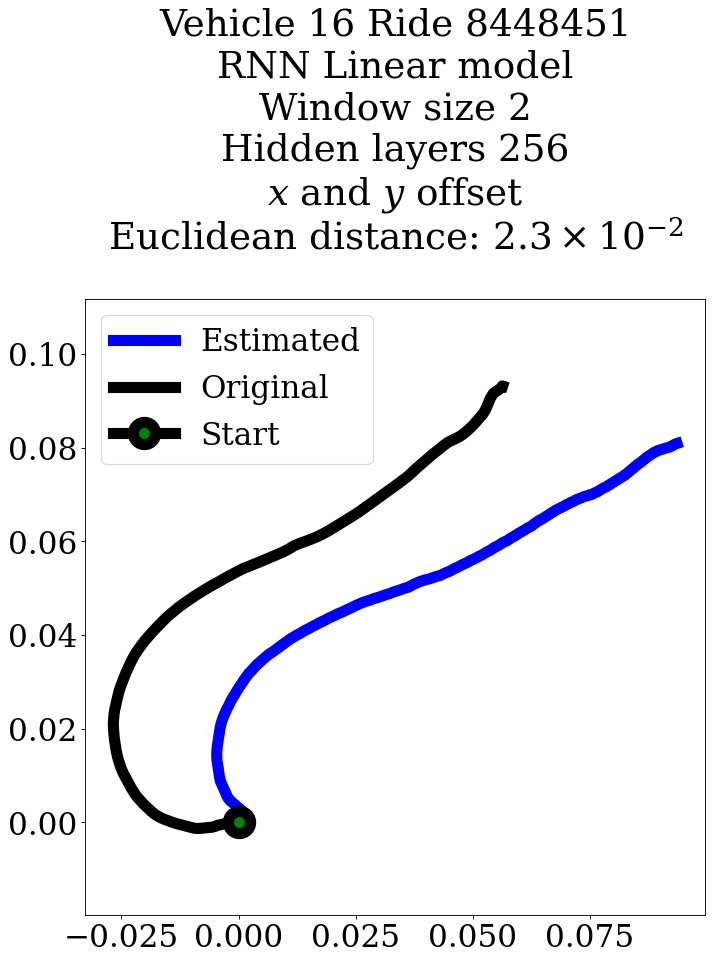 Vehicle 16 Ride 8448451
RNN Linear model
Window size 2
Hidden layers 256
x and y offset
Euclidean distance: 2.3 × 10⁻²
Estimated
Original
Start
0.10
0.08
0.06
0.04
0.02
0.00
−0.025 0.000 0.025 0.050 0.075